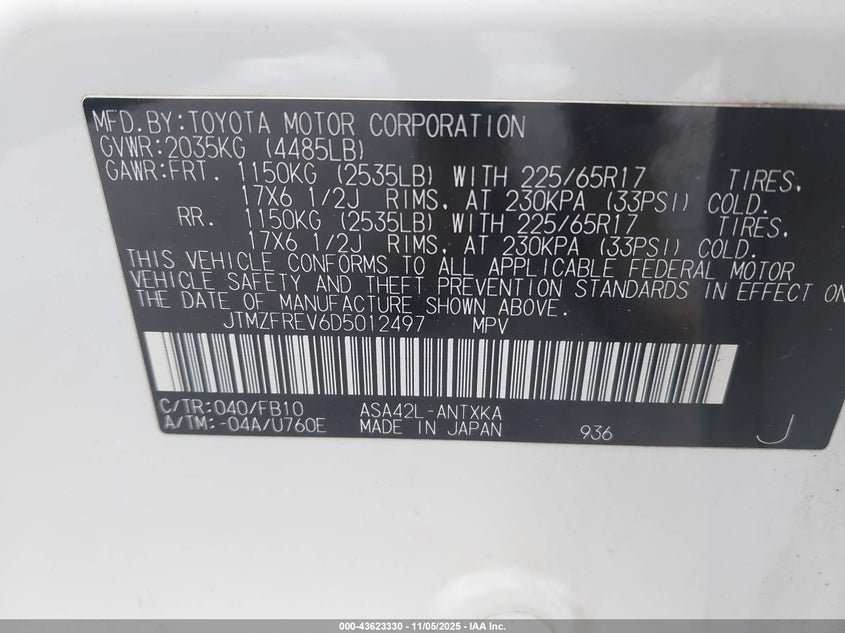 MFD.BY:TOYOTA MOTOR CORPORATION
GVWR:2035KG (4485LB)
GAWR:FRT. 1150KG (2535LB) WITH 225/65R17 TIRES,
17X6 1/2J RIMS, AT 230KPA (33PSI) COLD.
RR. 1150KG (2535LB) WITH 225/65R17 TIRES,
17X6 1/2J RIMS, AT 230KPA (33PSI) COLD.
THIS VEHICLE CONFORMS TO ALL APPLICABLE FEDERAL MOTOR
VEHICLE SAFETY AND THEFT PREVENTION STANDARDS IN EFFECT ON
THE DATE OF MANUFACTURE SHOWN ABOVE.
JTMZFREV6D5012497 MPV
C/TR:040/FB10 ASA42L-ANTXKA
A/TM:-04A/U760E MADE IN JAPAN 936 J
000-43623330 - 11/05/2025 - IAA Inc.